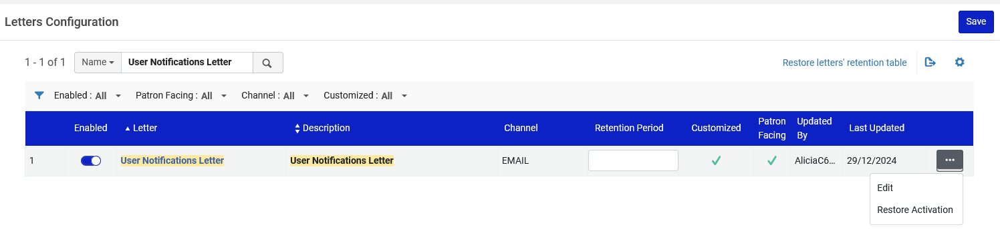 Letters Configuration
Save
1 - 1 of 1 Name User Notifications Letter
Restore letters' retention table
Enabled : All Patron Facing : All Channel : All Customized : All
Enabled Letter Description Channel Retention Period Customized Patron Facing Updated By Last Updated
1 User Notifications Letter User Notifications Letter EMAIL AliciaC6... 29/12/2024 ...
Edit
Restore Activation